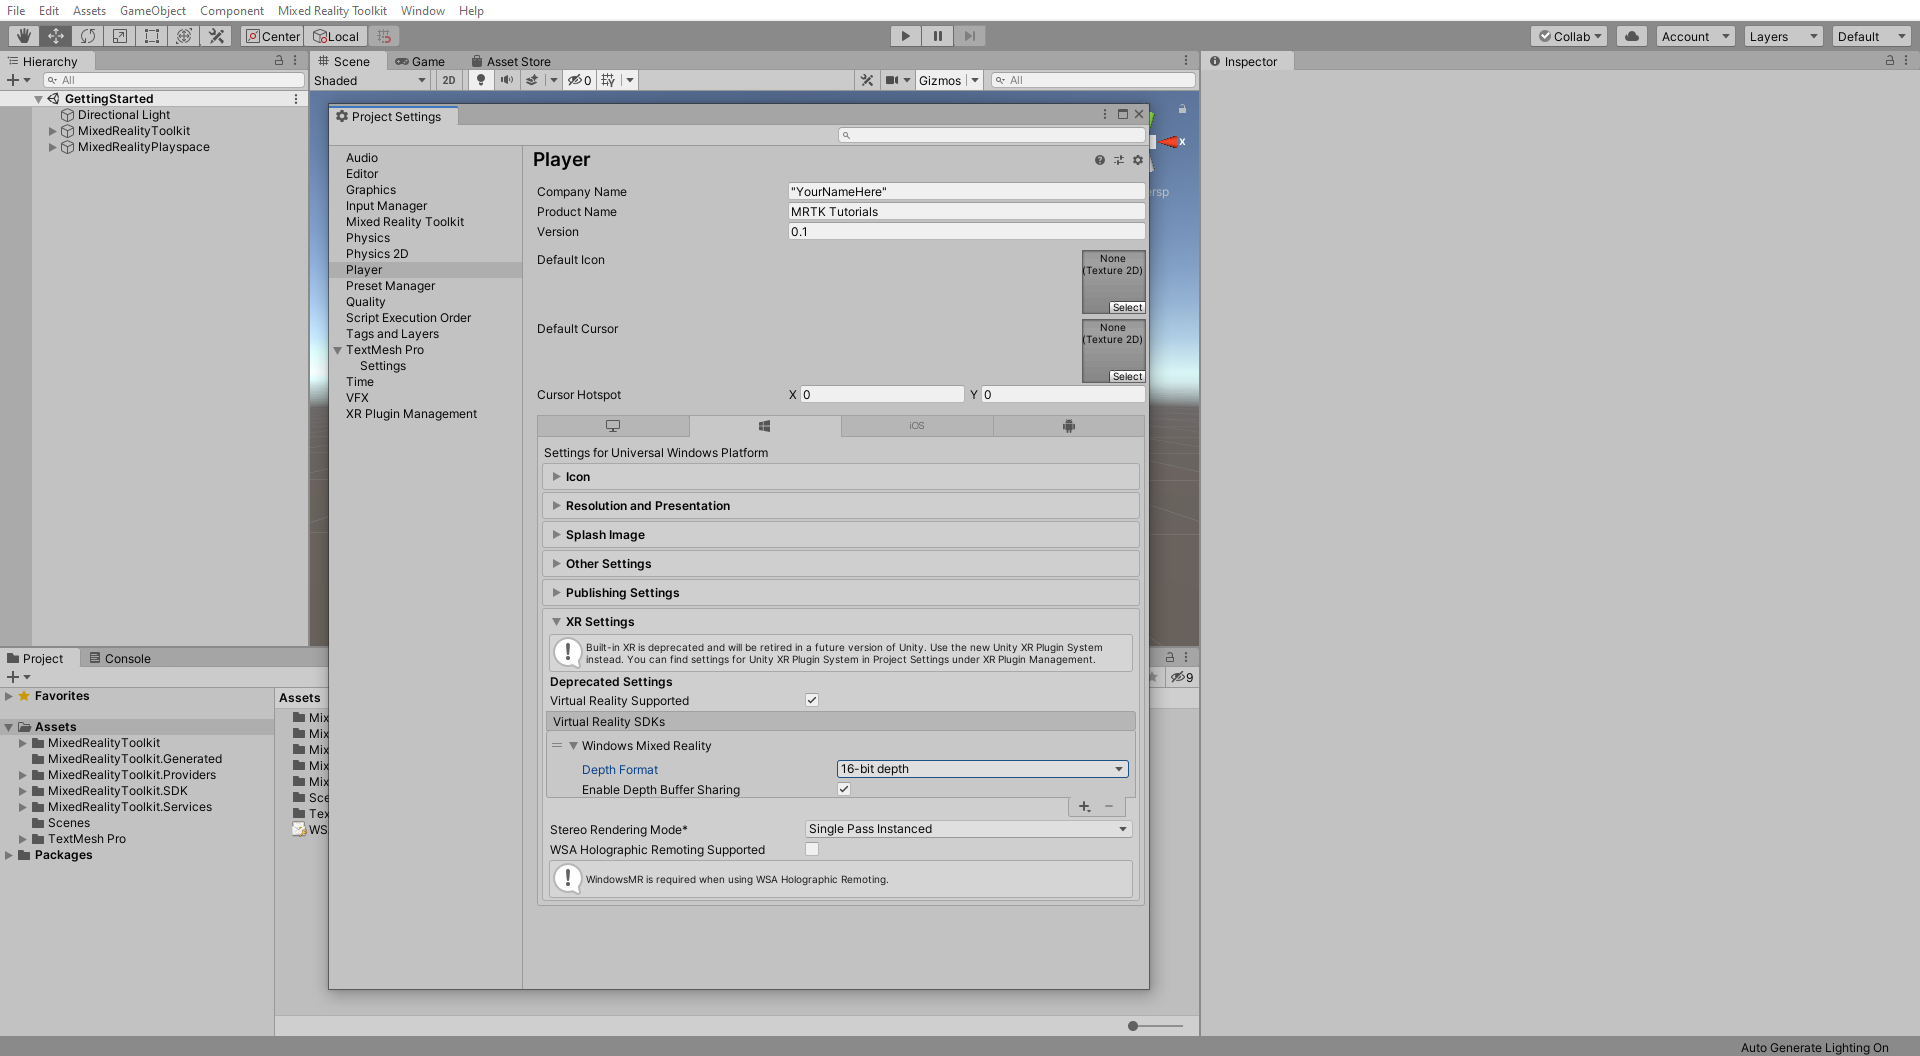 File Edit Assets GameObject Component Mixed Reality Toolkit Window Help
Center Local
Collab Account Layers Default
Hierarchy
All
GettingStarted
Directional Light
MixedRealityToolkit
MixedRealityPlayspace
Scene Game Asset Store
Shaded 2D 0 Gizmos All
x
ersp
Inspector
Project Settings
Audio
Editor
Graphics
Input Manager
Mixed Reality Toolkit
Physics
Physics 2D
Player
Preset Manager
Quality
Script Execution Order
Tags and Layers
TextMesh Pro
Settings
Time
VFX
XR Plugin Management
Player
Company Name "YourNameHere"
Product Name MRTK Tutorials
Version 0.1
Default Icon
None
(Texture 2D)
Select
Default Cursor
None
(Texture 2D)
Select
Cursor Hotspot X 0 Y 0
iOS
Settings for Universal Windows Platform
Icon
Resolution and Presentation
Splash Image
Other Settings
Publishing Settings
XR Settings
Built-in XR is deprecated and will be retired in a future version of Unity. Use the new Unity XR Plugin System
instead. You can find settings for Unity XR Plugin System in Project Settings under XR Plugin Management.
Deprecated Settings
Virtual Reality Supported
Virtual Reality SDKs
Windows Mixed Reality
Depth Format 16-bit depth
Enable Depth Buffer Sharing
Stereo Rendering Mode* Single Pass Instanced
WSA Holographic Remoting Supported
WindowsMR is required when using WSA Holographic Remoting.
Project Console
9
Favorites
Assets
MixedRealityToolkit
MixedRealityToolkit.Generated
MixedRealityToolkit.Providers
MixedRealityToolkit.SDK
MixedRealityToolkit.Services
Scenes
TextMesh Pro
Packages
Assets
Mix
Mix
Mix
Mix
Mix
Sce
Tex
WS
Auto Generate Lighting On